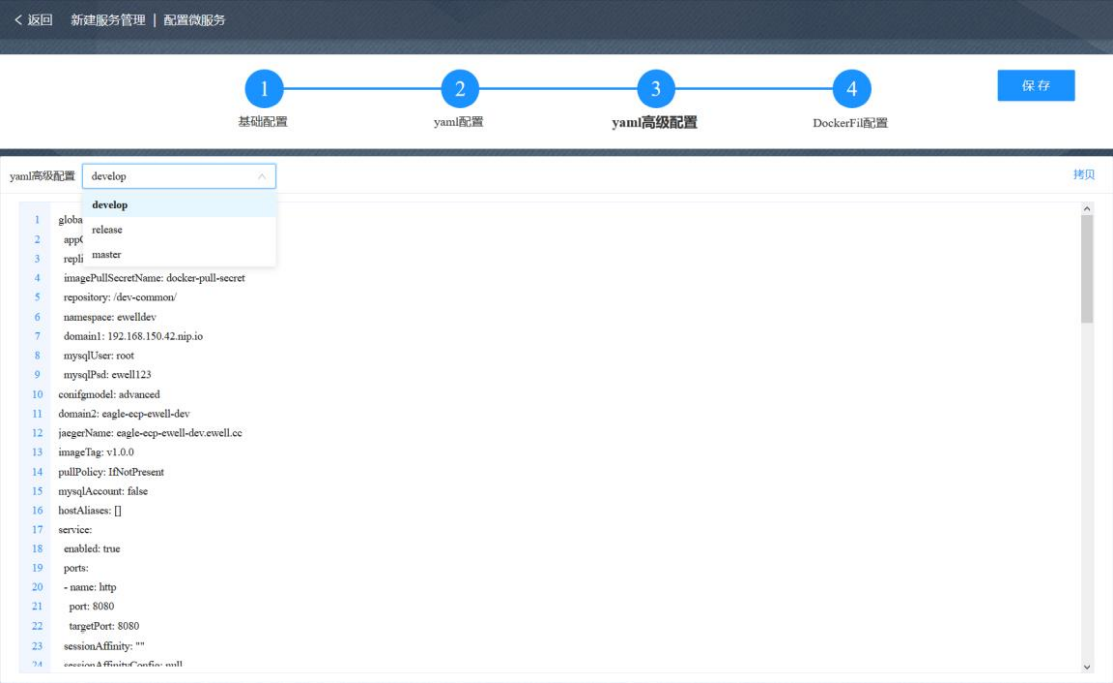 < 返回 新建服务管理 | 配置微服务
1 2 3 4 保存
基础配置 yaml配置 yaml高级配置 DockerFil配置
yaml高级配置 develop 拷贝
develop
release
master
1 globa
2 app
3 repli
4 imagePullSecretName: docker-pull-secret
5 repository: /dev-common/
6 namespace: ewelldev
7 domain1: 192.168.150.42.nip.io
8 mysqlUser: root
9 mysqlPsd: ewell123
10 conifgmodel: advanced
11 domain2: eagle-ecp-ewell-dev
12 jaegerName: eagle-ecp-ewell-dev.ewell.cc
13 imageTag: v1.0.0
14 pullPolicy: IfNotPresent
15 mysqlAccount: false
16 hostAliases: []
17 service:
18 enabled: true
19 ports:
20 - name: http
21 port: 8080
22 targetPort: 8080
23 sessionAffinity: ""
24 sessionAffinityConfig: null